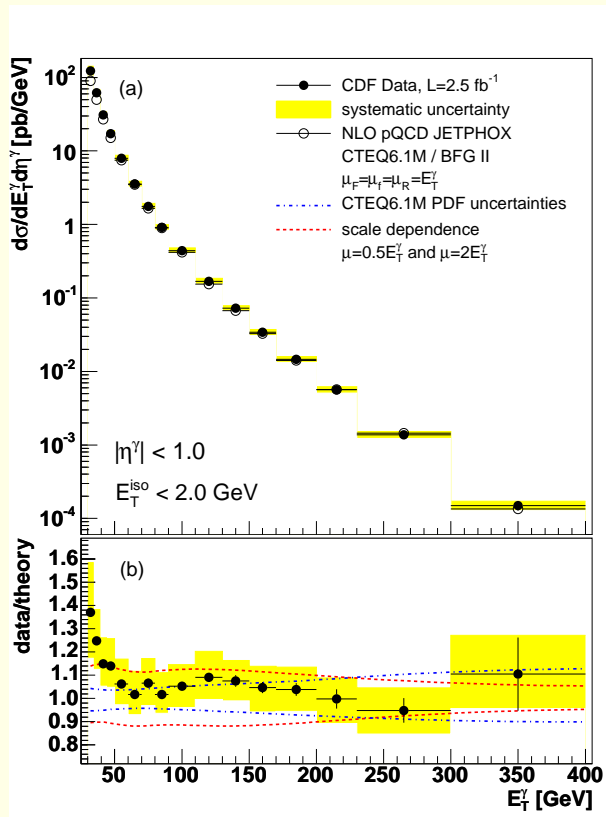 dσ/dE_T^γ dη^γ [pb/GeV]
10^2
10
1
10^-1
10^-2
10^-3
10^-4
(a)
CDF Data, L=2.5 fb^-1
systematic uncertainty
NLO pQCD JETPHOX
CTEQ6.1M / BFG II
μ_F=μ_f=μ_R=E_T^γ
CTEQ6.1M PDF uncertainties
scale dependence
μ=0.5E_T^γ and μ=2E_T^γ
|η^γ| < 1.0
E_T^iso < 2.0 GeV
data/theory
1.6
1.5
1.4
1.3
1.2
1.1
1.0
0.9
0.8
(b)
50 100 150 200 250 300 350 400
E_T^γ [GeV]